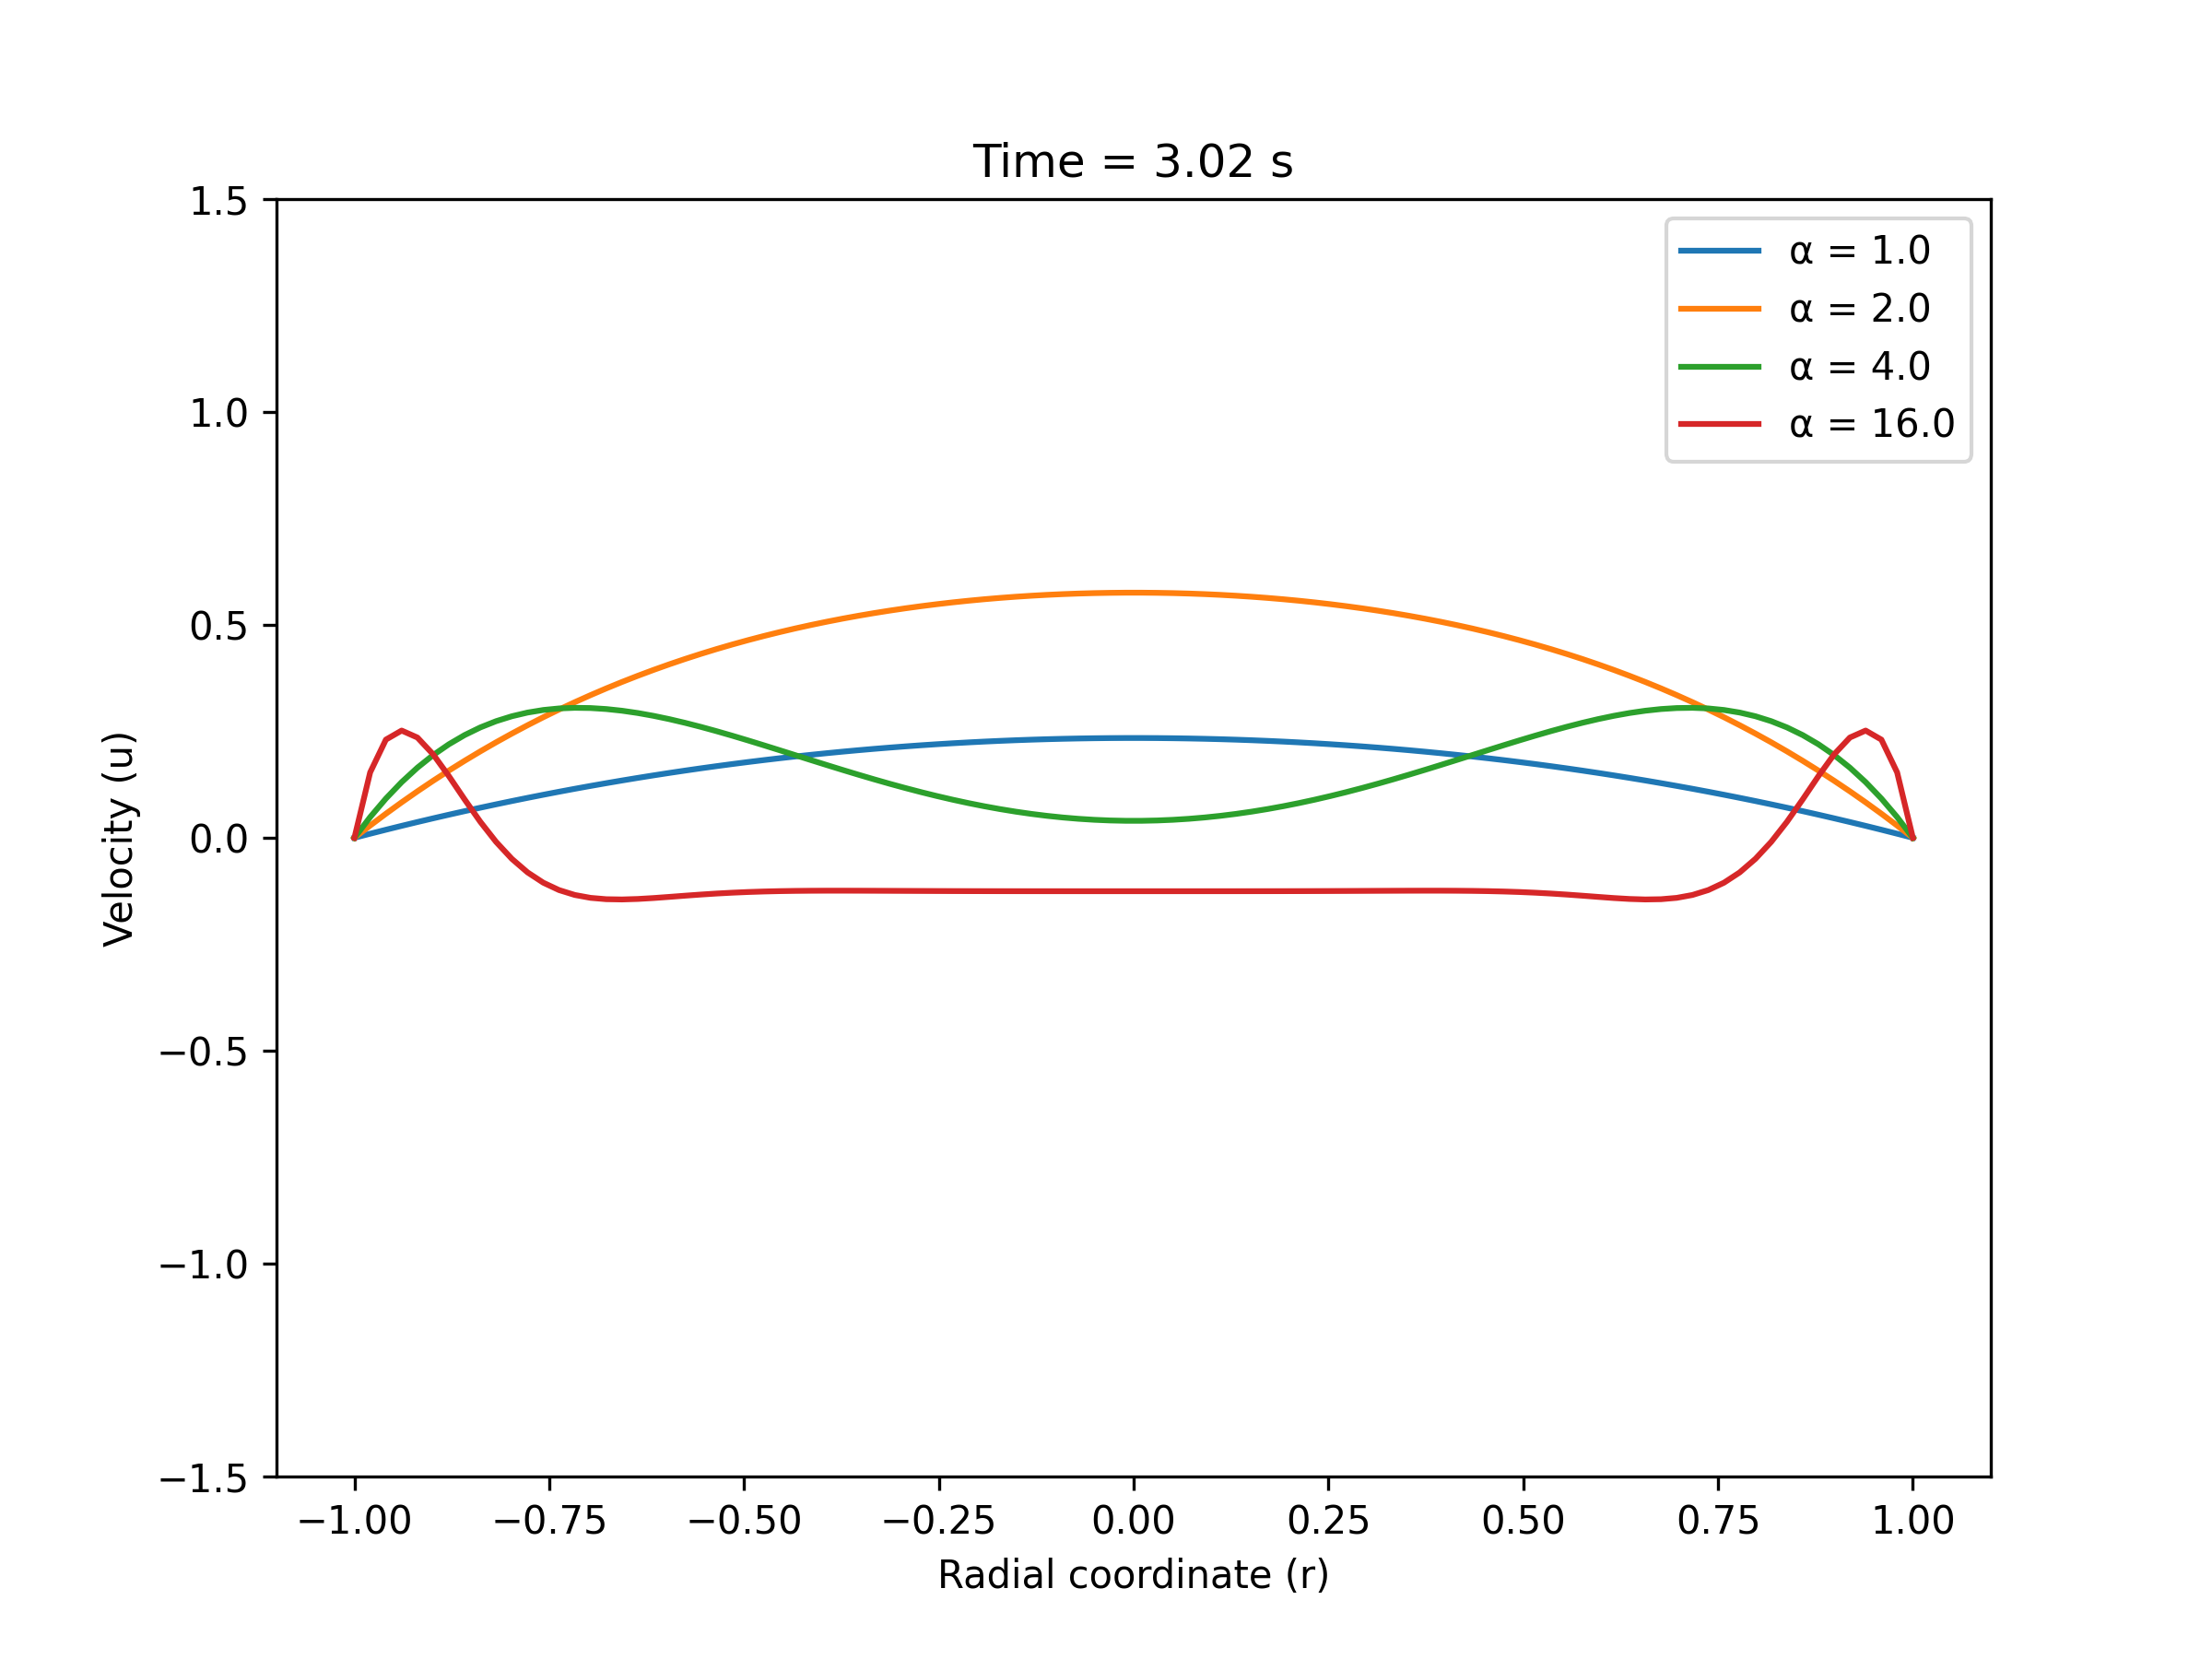 Time = 3.02 s
1.5
1.0
0.5
0.0
−0.5
−1.0
−1.5
Velocity (u)
α = 1.0
α = 2.0
α = 4.0
α = 16.0
−1.00 −0.75 −0.50 −0.25 0.00 0.25 0.50 0.75 1.00
Radial coordinate (r)